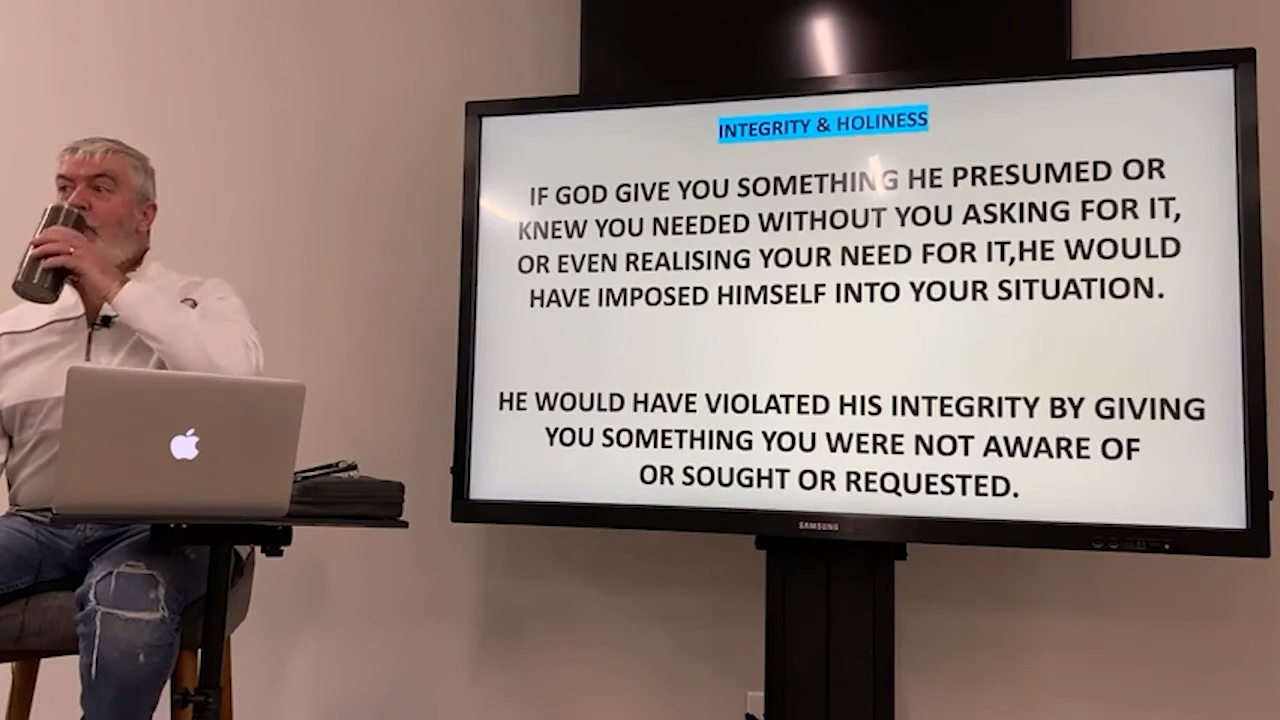 INTEGRITY & HOLINESS
IF GOD GIVE YOU SOMETHING HE PRESUMED OR
KNEW YOU NEEDED WITHOUT YOU ASKING FOR IT,
OR EVEN REALISING YOUR NEED FOR IT,HE WOULD
HAVE IMPOSED HIMSELF INTO YOUR SITUATION.
HE WOULD HAVE VIOLATED HIS INTEGRITY BY GIVING
YOU SOMETHING YOU WERE NOT AWARE OF
OR SOUGHT OR REQUESTED.
SAMSUNG